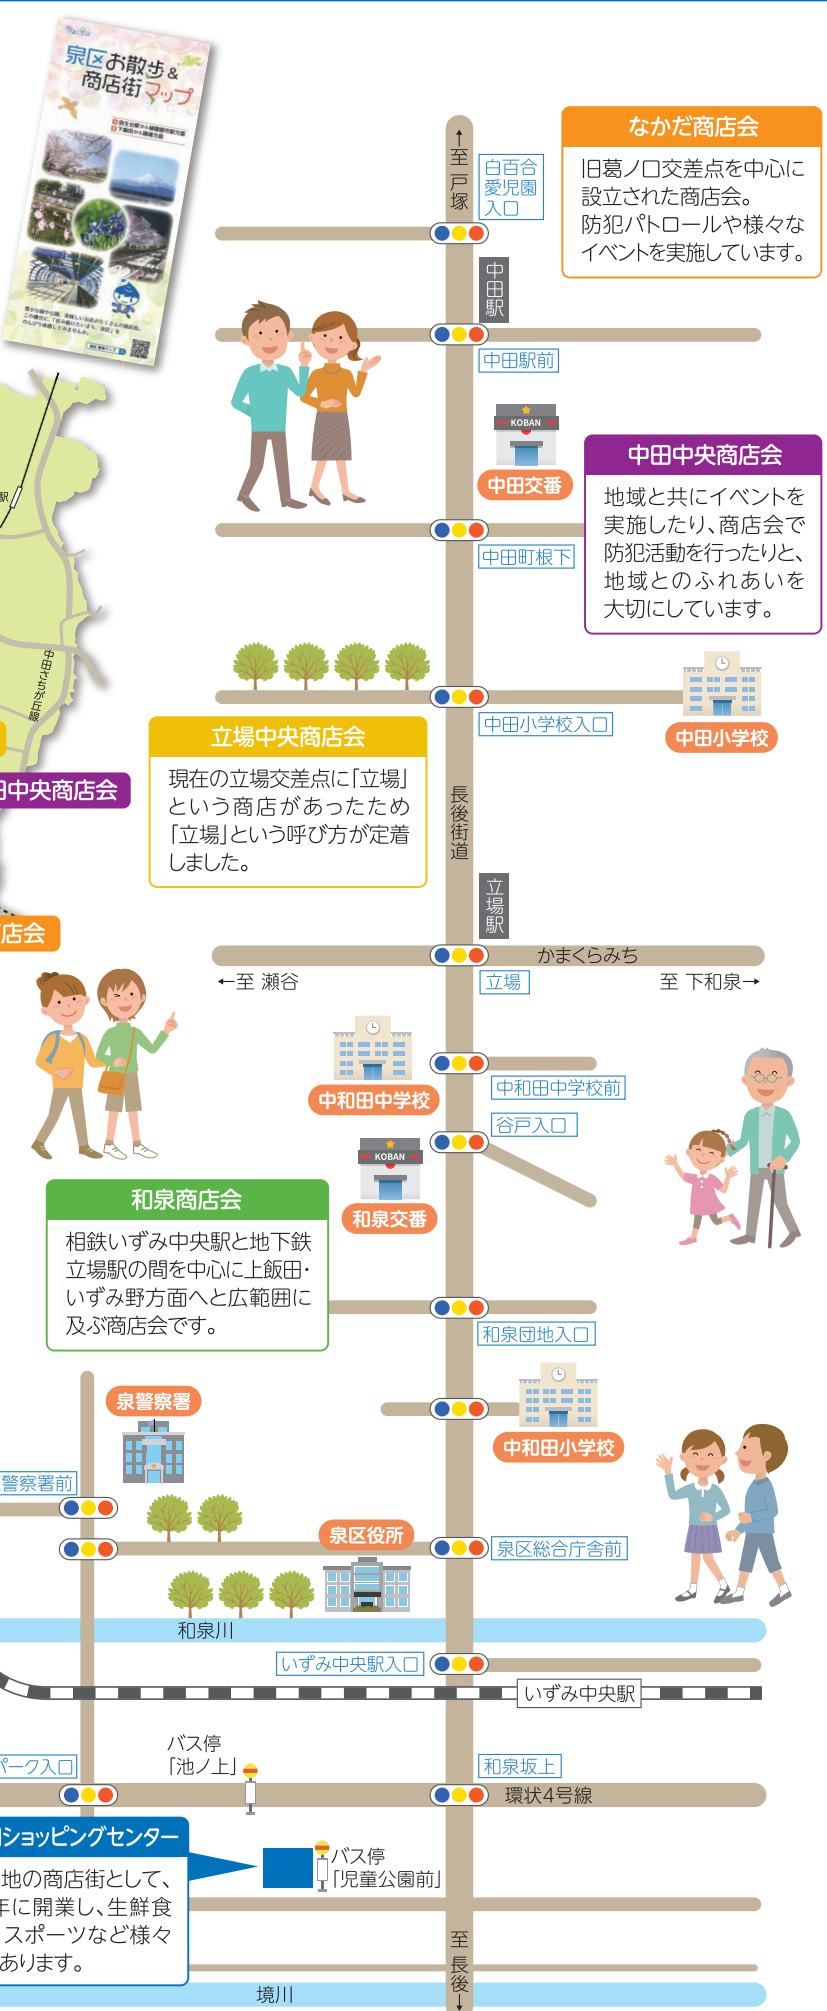 泉区お散歩&
商店街マップ
↑至 戸塚
白百合
愛児園
入口
なかだ商店会
旧葛ノ口交差点を中心に
設立された商店会。
防犯パトロールや様々な
イベントを実施しています。
中田駅
中田駅前
KOBAN
中田交番
中田中央商店会
地域と共にイベントを
実施したり、商店会で
防犯活動を行ったりと、
地域とのふれあいを
大切にしています。
中田町根下
駅
中田さちが丘線
田中央商店会
店会
中田小学校入口
中田小学校
立場中央商店会
現在の立場交差点に「立場」
という商店があったため
「立場」という呼び方が定着
しました。
長後街道
立場駅
かまくらみち
←至 瀬谷
立場
至 下和泉→
中和田中学校
中和田中学校前
谷戸入口
KOBAN
和泉交番
和泉商店会
相鉄いずみ中央駅と地下鉄
立場駅の間を中心に上飯田・
いずみ野方面へと広範囲に
及ぶ商店会です。
和泉団地入口
泉警察署
中和田小学校
警察署前
泉区役所
泉区総合庁舎前
和泉川
いずみ中央駅入口
いずみ中央駅
バス停
「池ノ上」
パーク入口
和泉坂上
環状4号線
ショッピングセンター
地の商店街として、
年に開業し、生鮮食
スポーツなど様々
あります。
バス停
「児童公園前」
至 長後→
境川